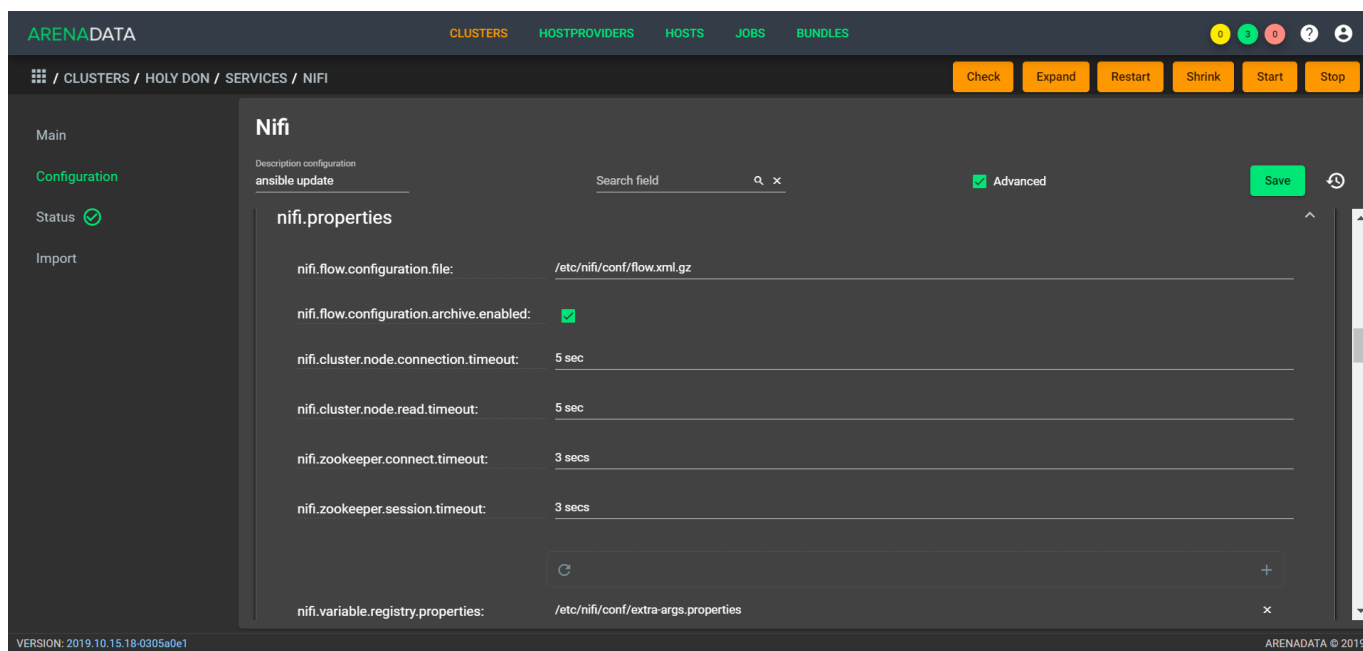 ARENADATA CLUSTERS HOSTPROVIDERS HOSTS JOBS BUNDLES 0 3 0
/ CLUSTERS / HOLY DON / SERVICES / NIFI Check Expand Restart Shrink Start Stop
Main
Configuration
Status
Import
Nifi
Description configuration
ansible update Search field Advanced Save
nifi.properties
nifi.flow.configuration.file: /etc/nifi/conf/flow.xml.gz
nifi.flow.configuration.archive.enabled:
nifi.cluster.node.connection.timeout: 5 sec
nifi.cluster.node.read.timeout: 5 sec
nifi.zookeeper.connect.timeout: 3 secs
nifi.zookeeper.session.timeout: 3 secs
nifi.variable.registry.properties: /etc/nifi/conf/extra-args.properties
VERSION: 2019.10.15.18-0305a0e1 ARENADATA © 2019